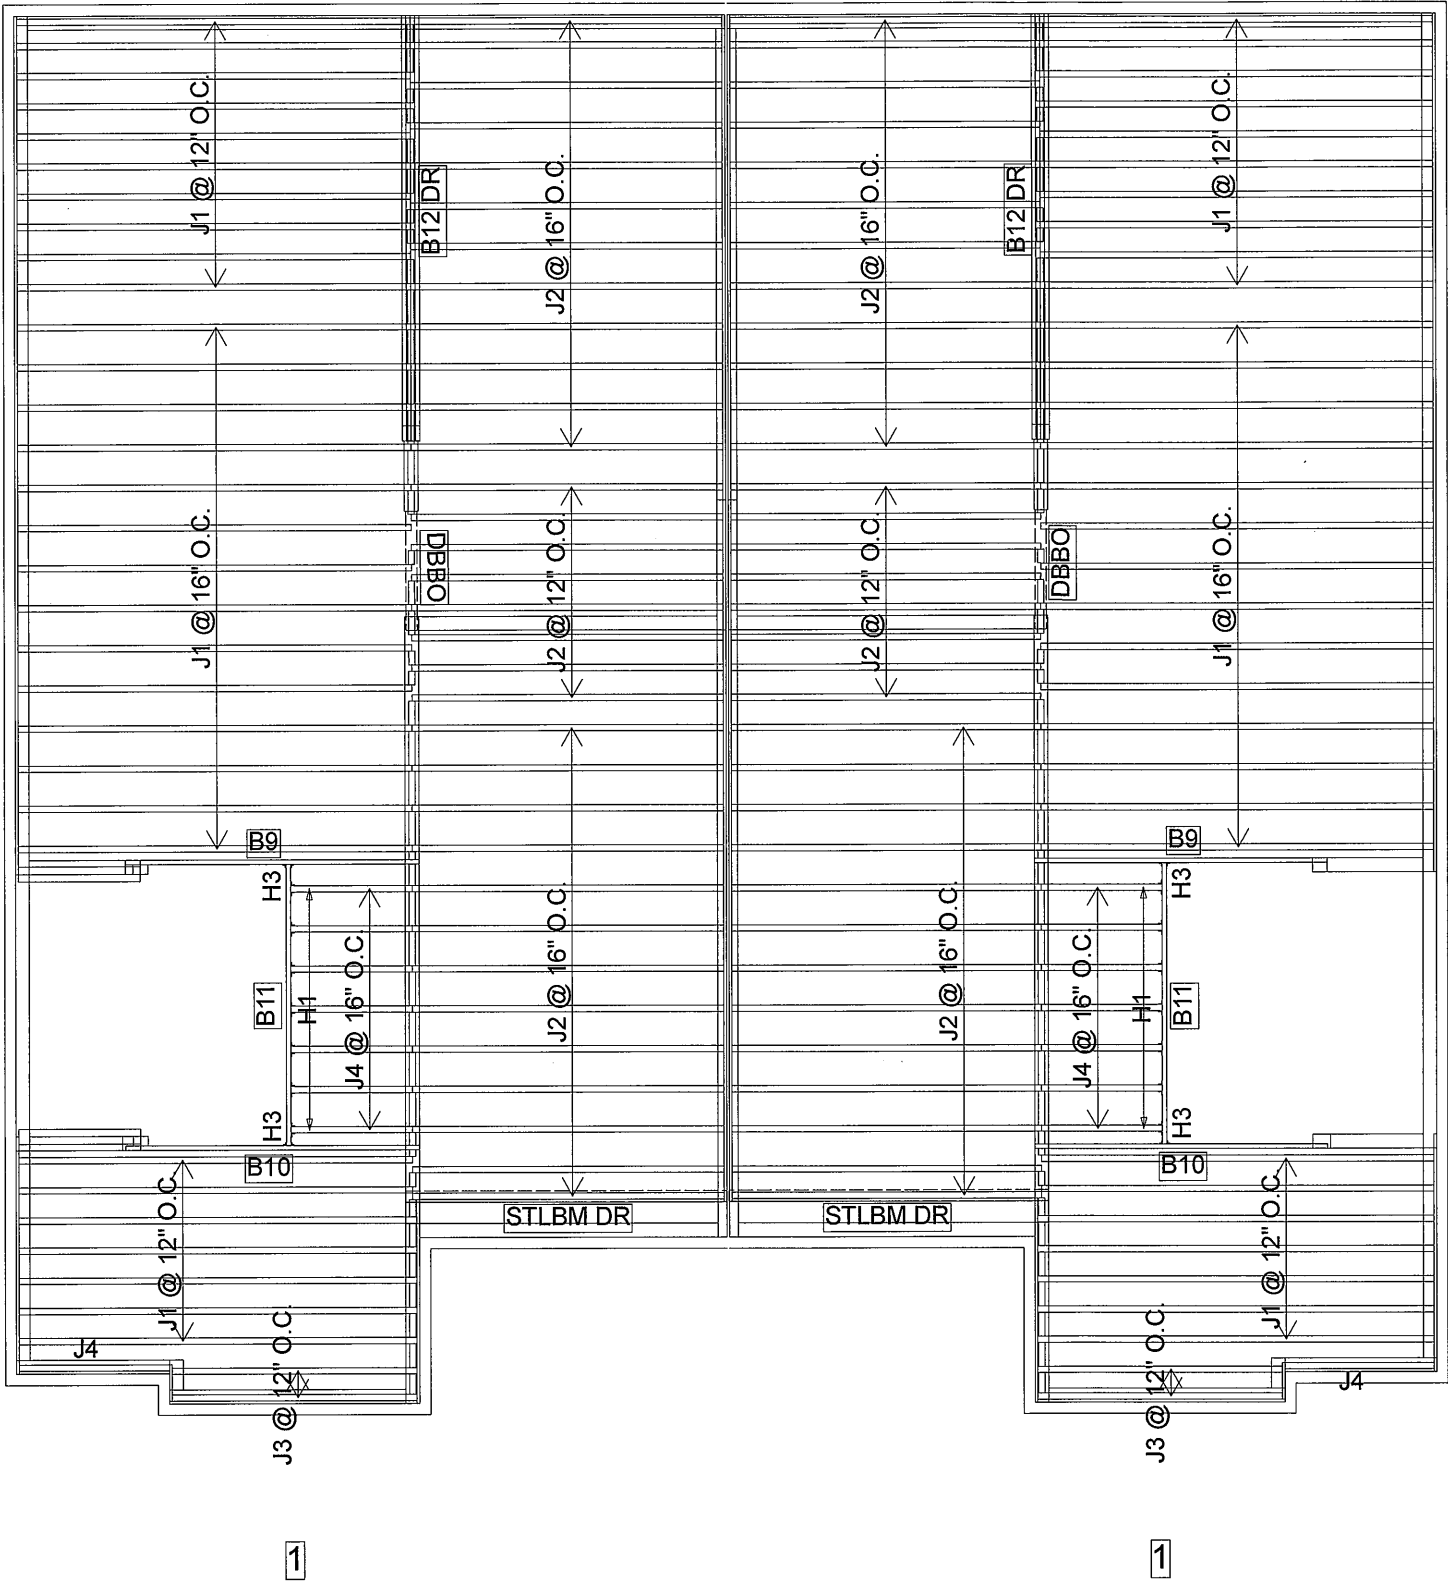 J1 @ 12" O.C.
B12 DR
J2 @ 16" O.C.
J2 @ 16" O.C.
B12 DR
J1 @ 12" O.C.
J1 @ 16" O.C.
DBBO
J2 @ 12" O.C.
J2 @ 12" O.C.
DBBO
J1 @ 16" O.C.
B9
B9
H3
H3
B11
H1
J4 @ 16" O.C.
J2 @ 16" O.C.
J2 @ 16" O.C.
J4 @ 16" O.C.
H1
B11
H3
H3
B10
B10
J1 @ 12" O.C.
STLBM DR
STLBM DR
J1 @ 12" O.C.
J4
J3 @ 12" O.C.
J3 @ 12" O.C.
J4
1
1